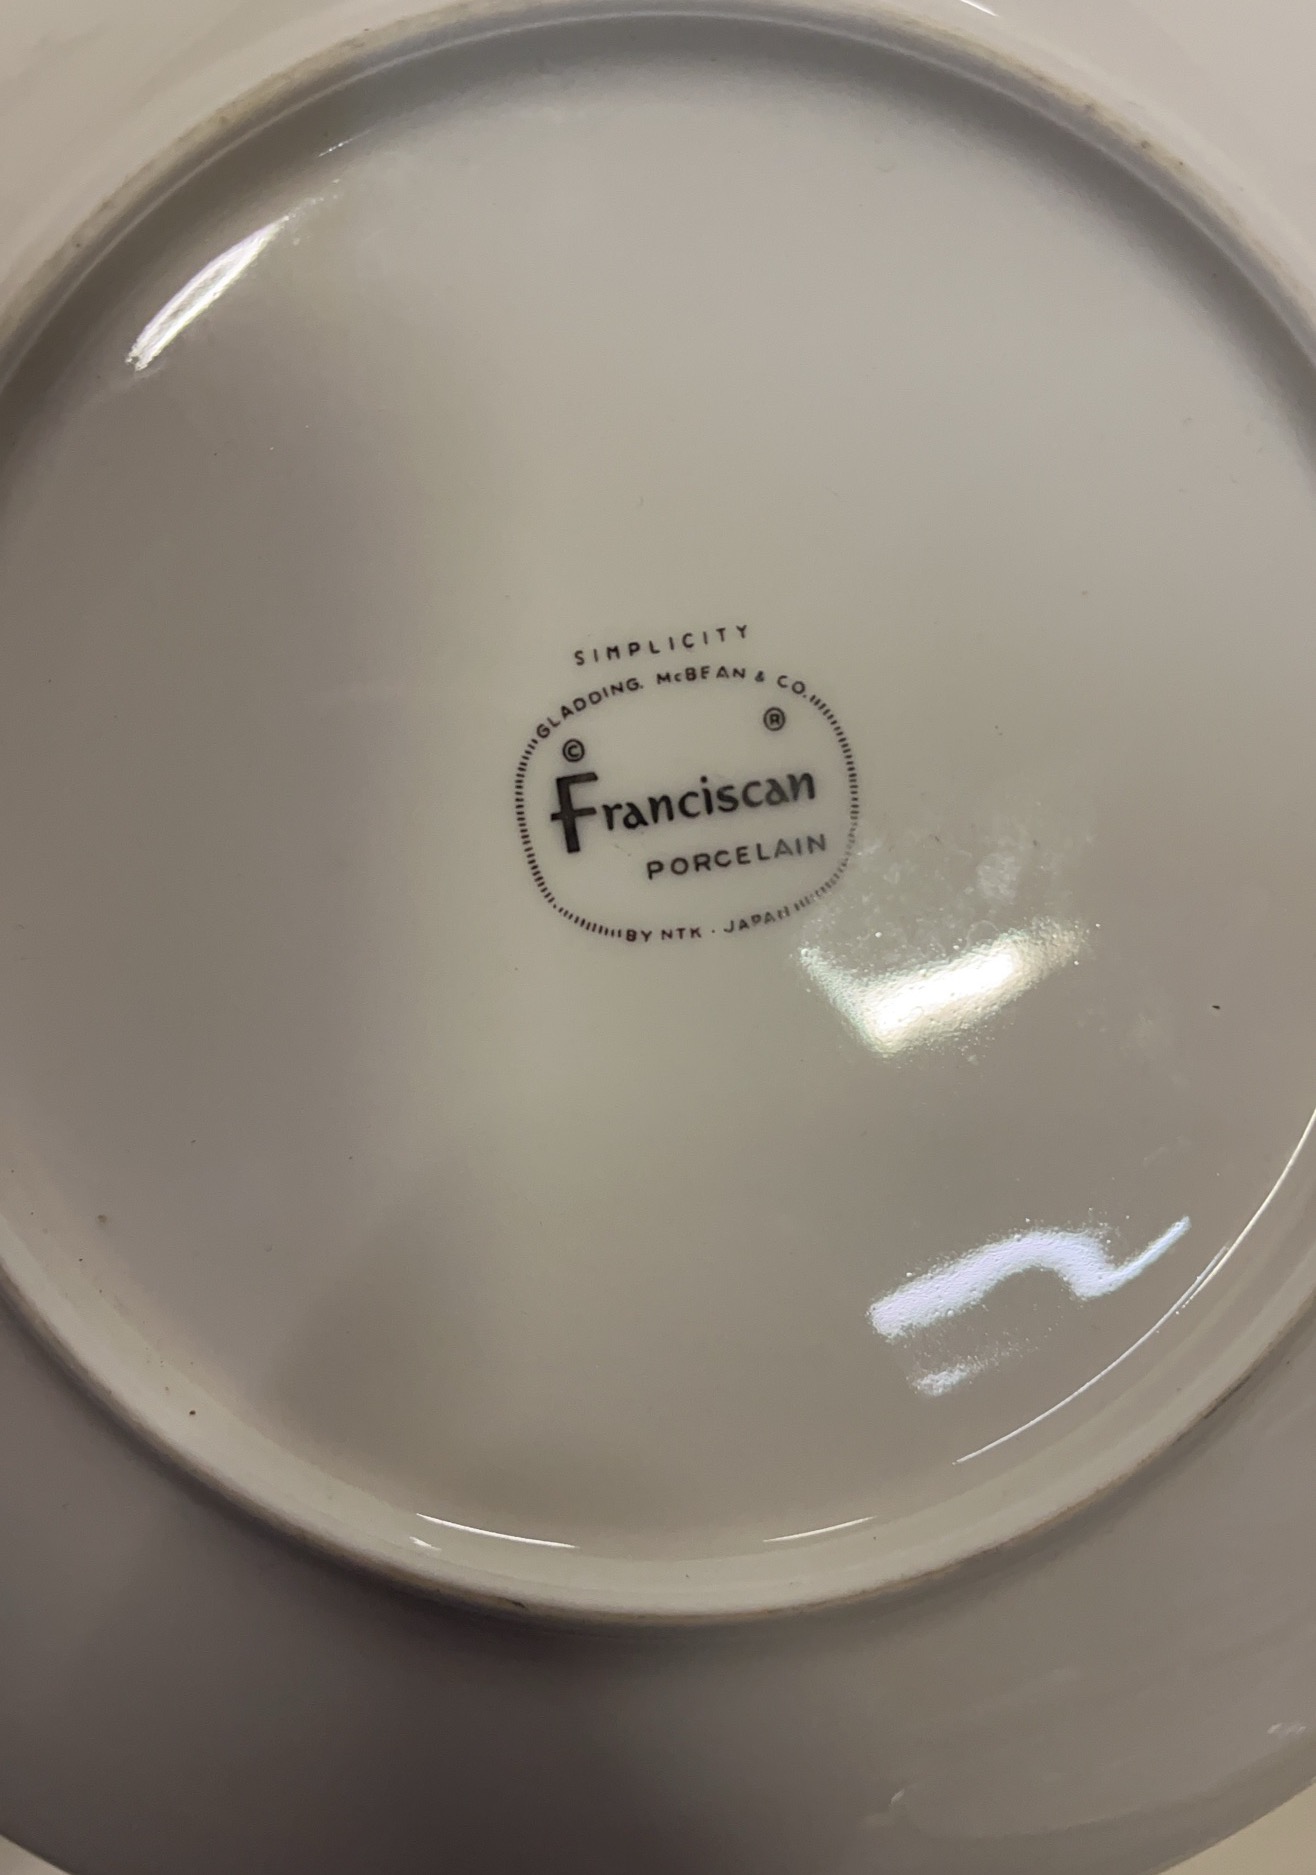 SIMPLICITY
GLADDING. McBEAN & CO.
© ®
Franciscan
PORCELAIN
BY NTK · JAPAN